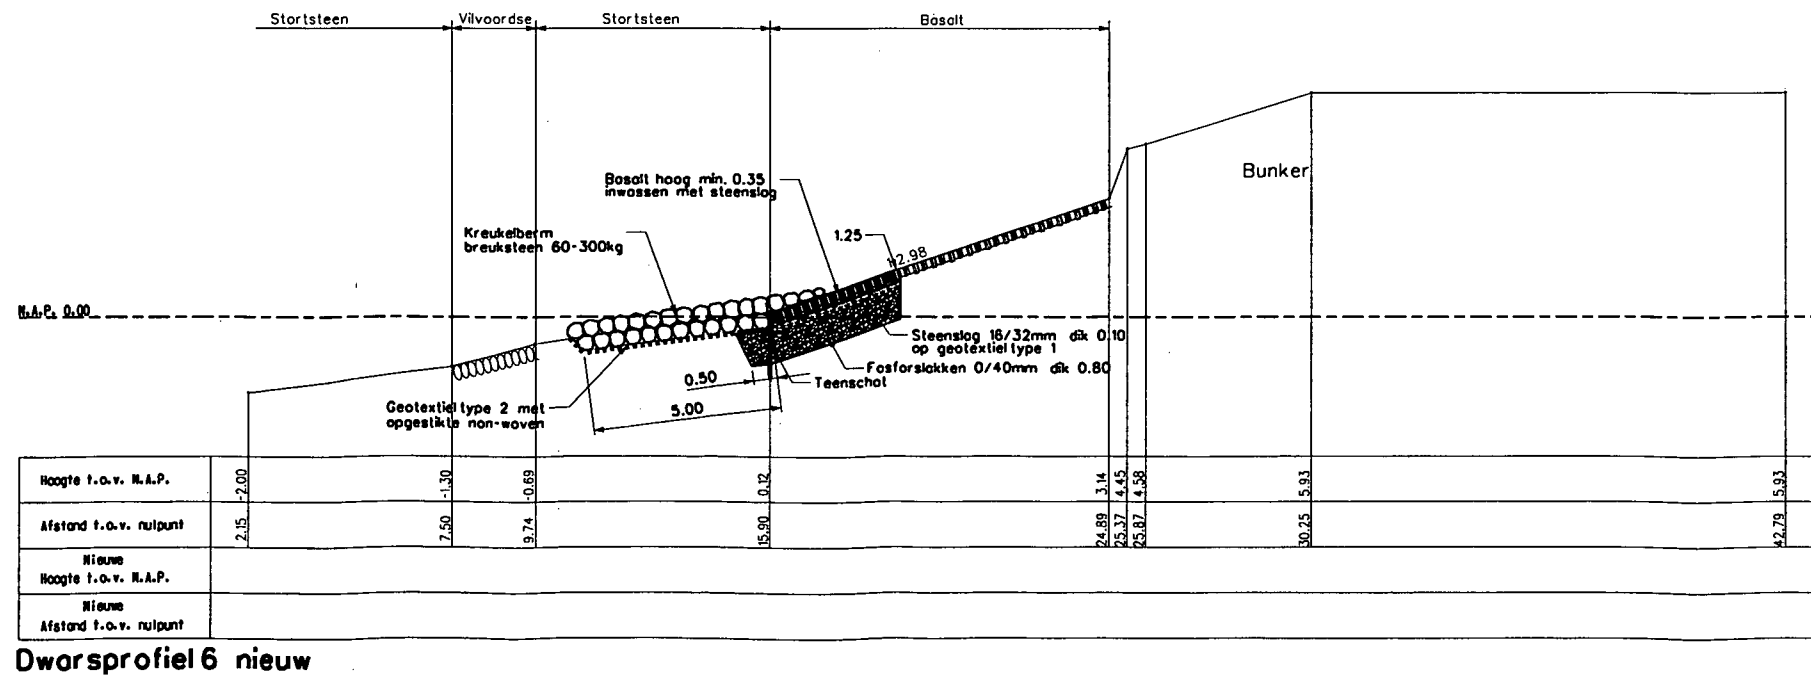 Stortsteen
Vilvoordse
Stortsteen
Basalt
Bunker
Basalt hoog min. 0.35
inwassen met steenslag
Kreukelberm
breuksteen 60-300kg
1.25
1:2.98
N.A.P. 0.00
Steenslag 16/32mm dik 0.10
op geotextiel type 1
Fosforslakken 0/40mm dik 0.80
Teenschot
0.50
5.00
Geotextiel type 2 met
opgestikte non-woven
Hoogte t.o.v. N.A.P. -2.00 -1.30 -0.69 0.12 3.14 4.45 4.58 5.93 5.93
Afstand t.o.v. nulpunt 2.15 7.50 9.74 15.90 24.89 25.37 25.87 30.25 42.79
Nieuwe
Hoogte t.o.v. N.A.P.
Nieuwe
Afstand t.o.v. nulpunt
Dwarsprofiel 6 nieuw